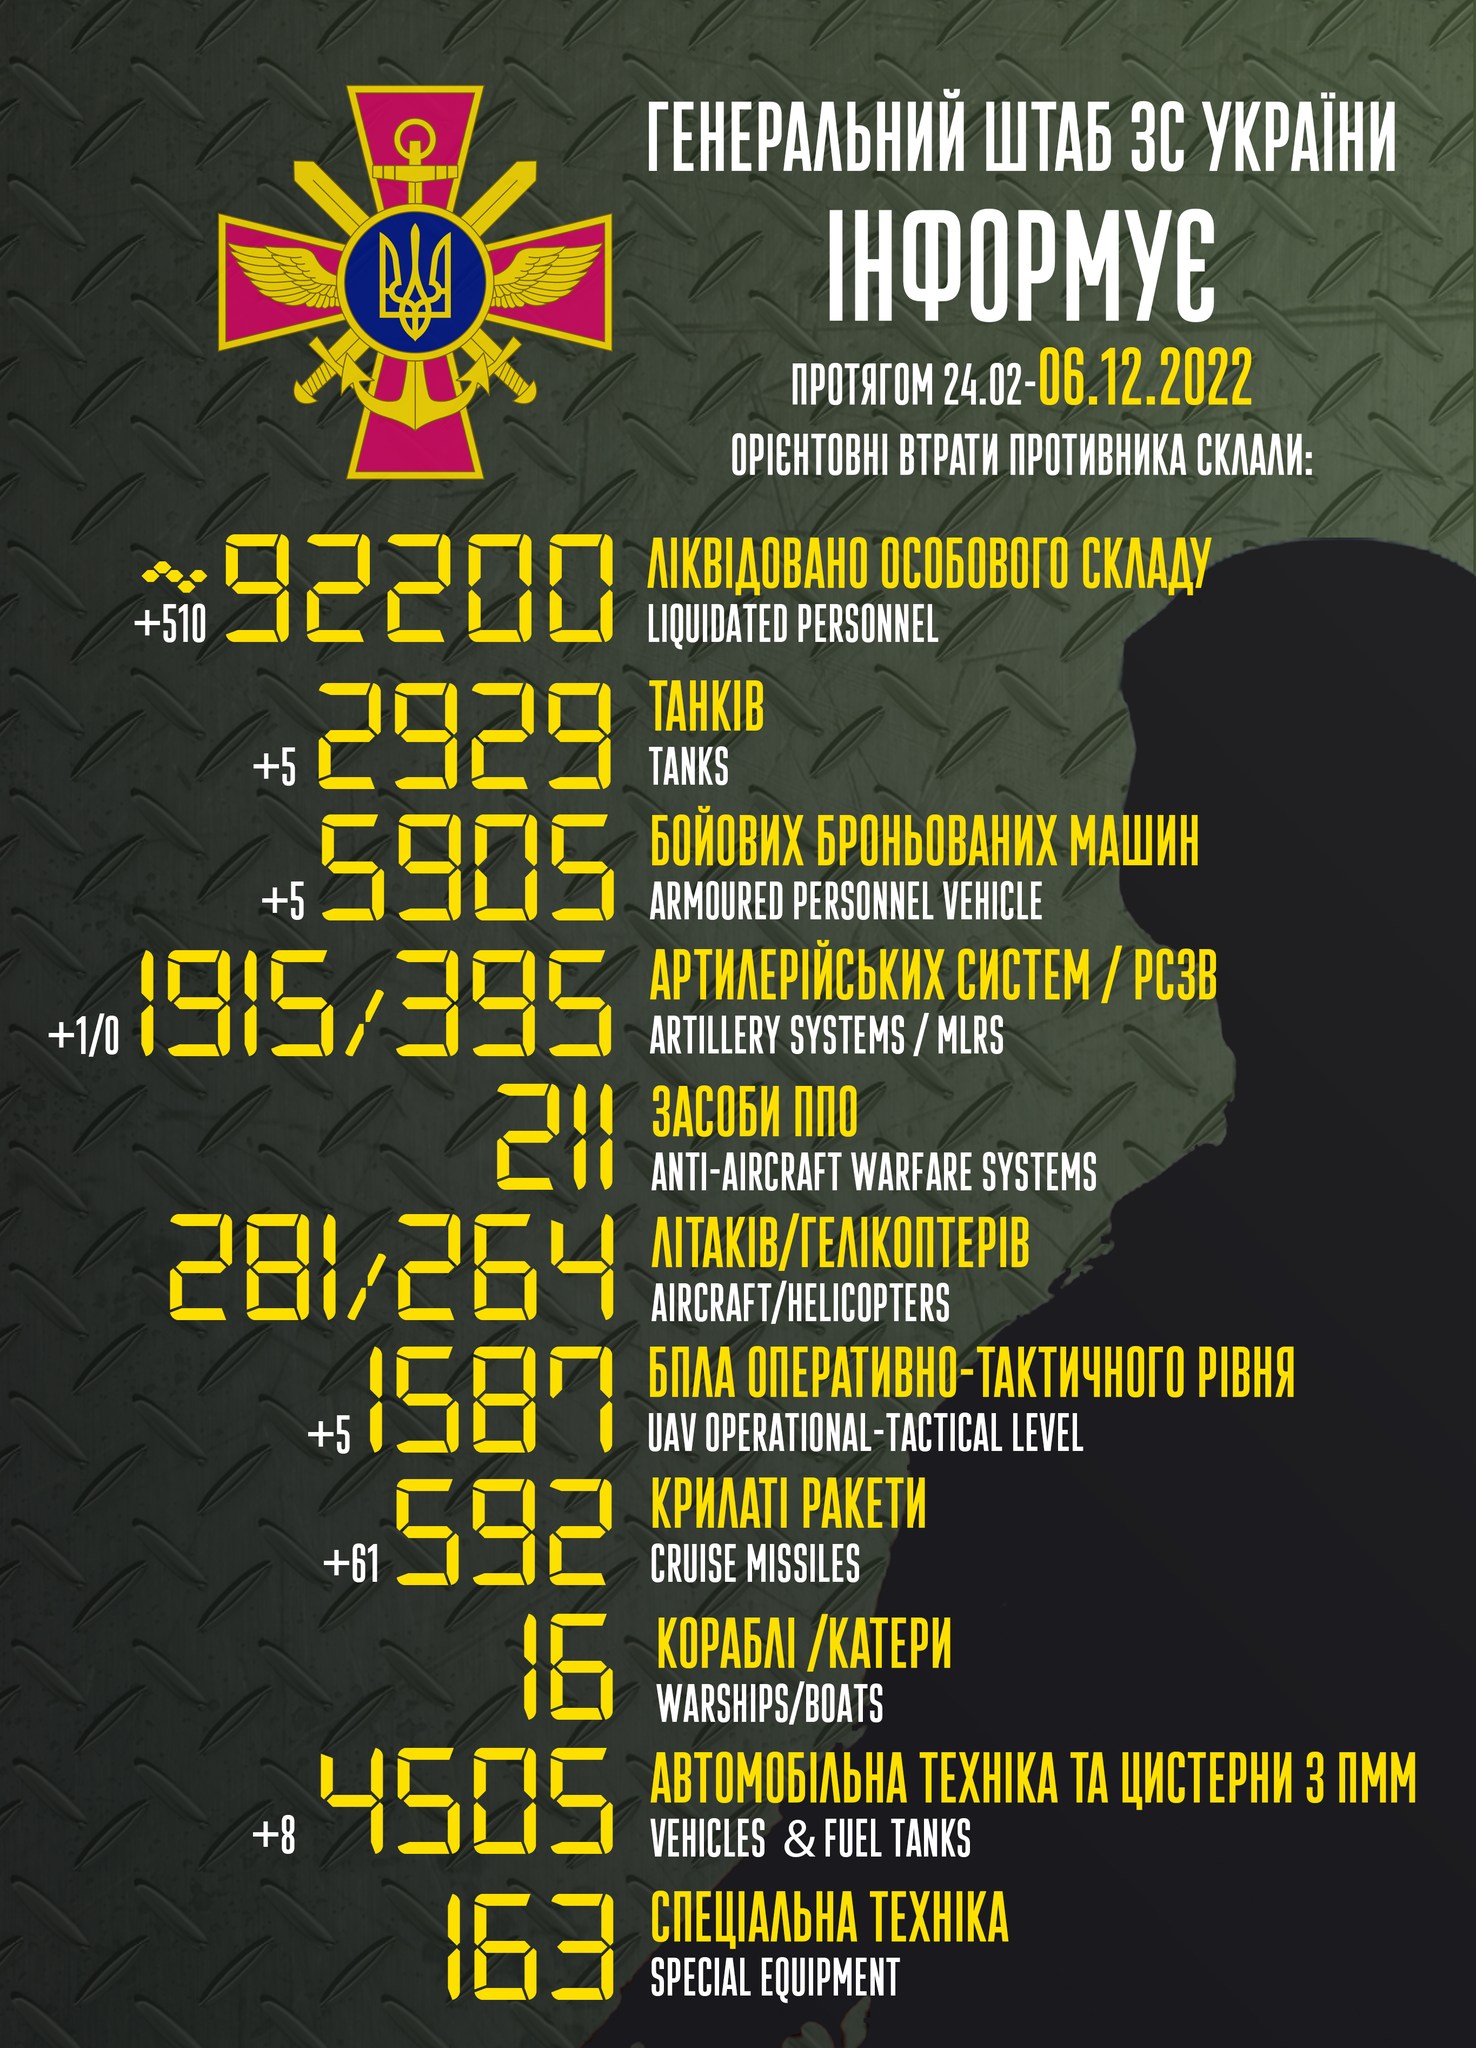 ГЕНЕРАЛЬНИЙ ШТАБ ЗС УКРАЇНИ
ІНФОРМУЄ
ПРОТЯГОМ 24.02-06.12.2022
ОРІЄНТОВНІ ВТРАТИ ПРОТИВНИКА СКЛАЛИ:
~92200 ЛІКВІДОВАНО ОСОБОВОГО СКЛАДУ
+510 LIQUIDATED PERSONNEL
2929 ТАНКІВ
+5 TANKS
5905 БОЙОВИХ БРОНЬОВАНИХ МАШИН
+5 ARMOURED PERSONNEL VEHICLE
1915/395 АРТИЛЕРІЙСЬКИХ СИСТЕМ / РСЗВ
+1/0 ARTILLERY SYSTEMS / MLRS
211 ЗАСОБИ ППО
ANTI-AIRCRAFT WARFARE SYSTEMS
281/264 ЛІТАКІВ/ГЕЛІКОПТЕРІВ
AIRCRAFT/HELICOPTERS
1587 БПЛА ОПЕРАТИВНО-ТАКТИЧНОГО РІВНЯ
+5 UAV OPERATIONAL-TACTICAL LEVEL
592 КРИЛАТІ РАКЕТИ
+61 CRUISE MISSILES
16 КОРАБЛІ /КАТЕРИ
WARSHIPS/BOATS
4505 АВТОМОБІЛЬНА ТЕХНІКА ТА ЦИСТЕРНИ З ПММ
+8 VEHICLES & FUEL TANKS
163 СПЕЦІАЛЬНА ТЕХНІКА
SPECIAL EQUIPMENT